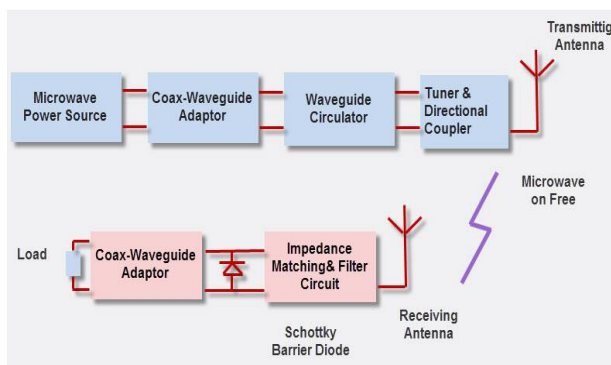 Transmittig
Antenna
Microwave
Power Source
Coax-Waveguide
Adaptor
Waveguide
Circulator
Tuner &
Directional
Coupler
Microwave
on Free
Load
Coax-Waveguide
Adaptor
Impedance
Matching& Filter
Circuit
Schottky
Barrier Diode
Receiving
Antenna